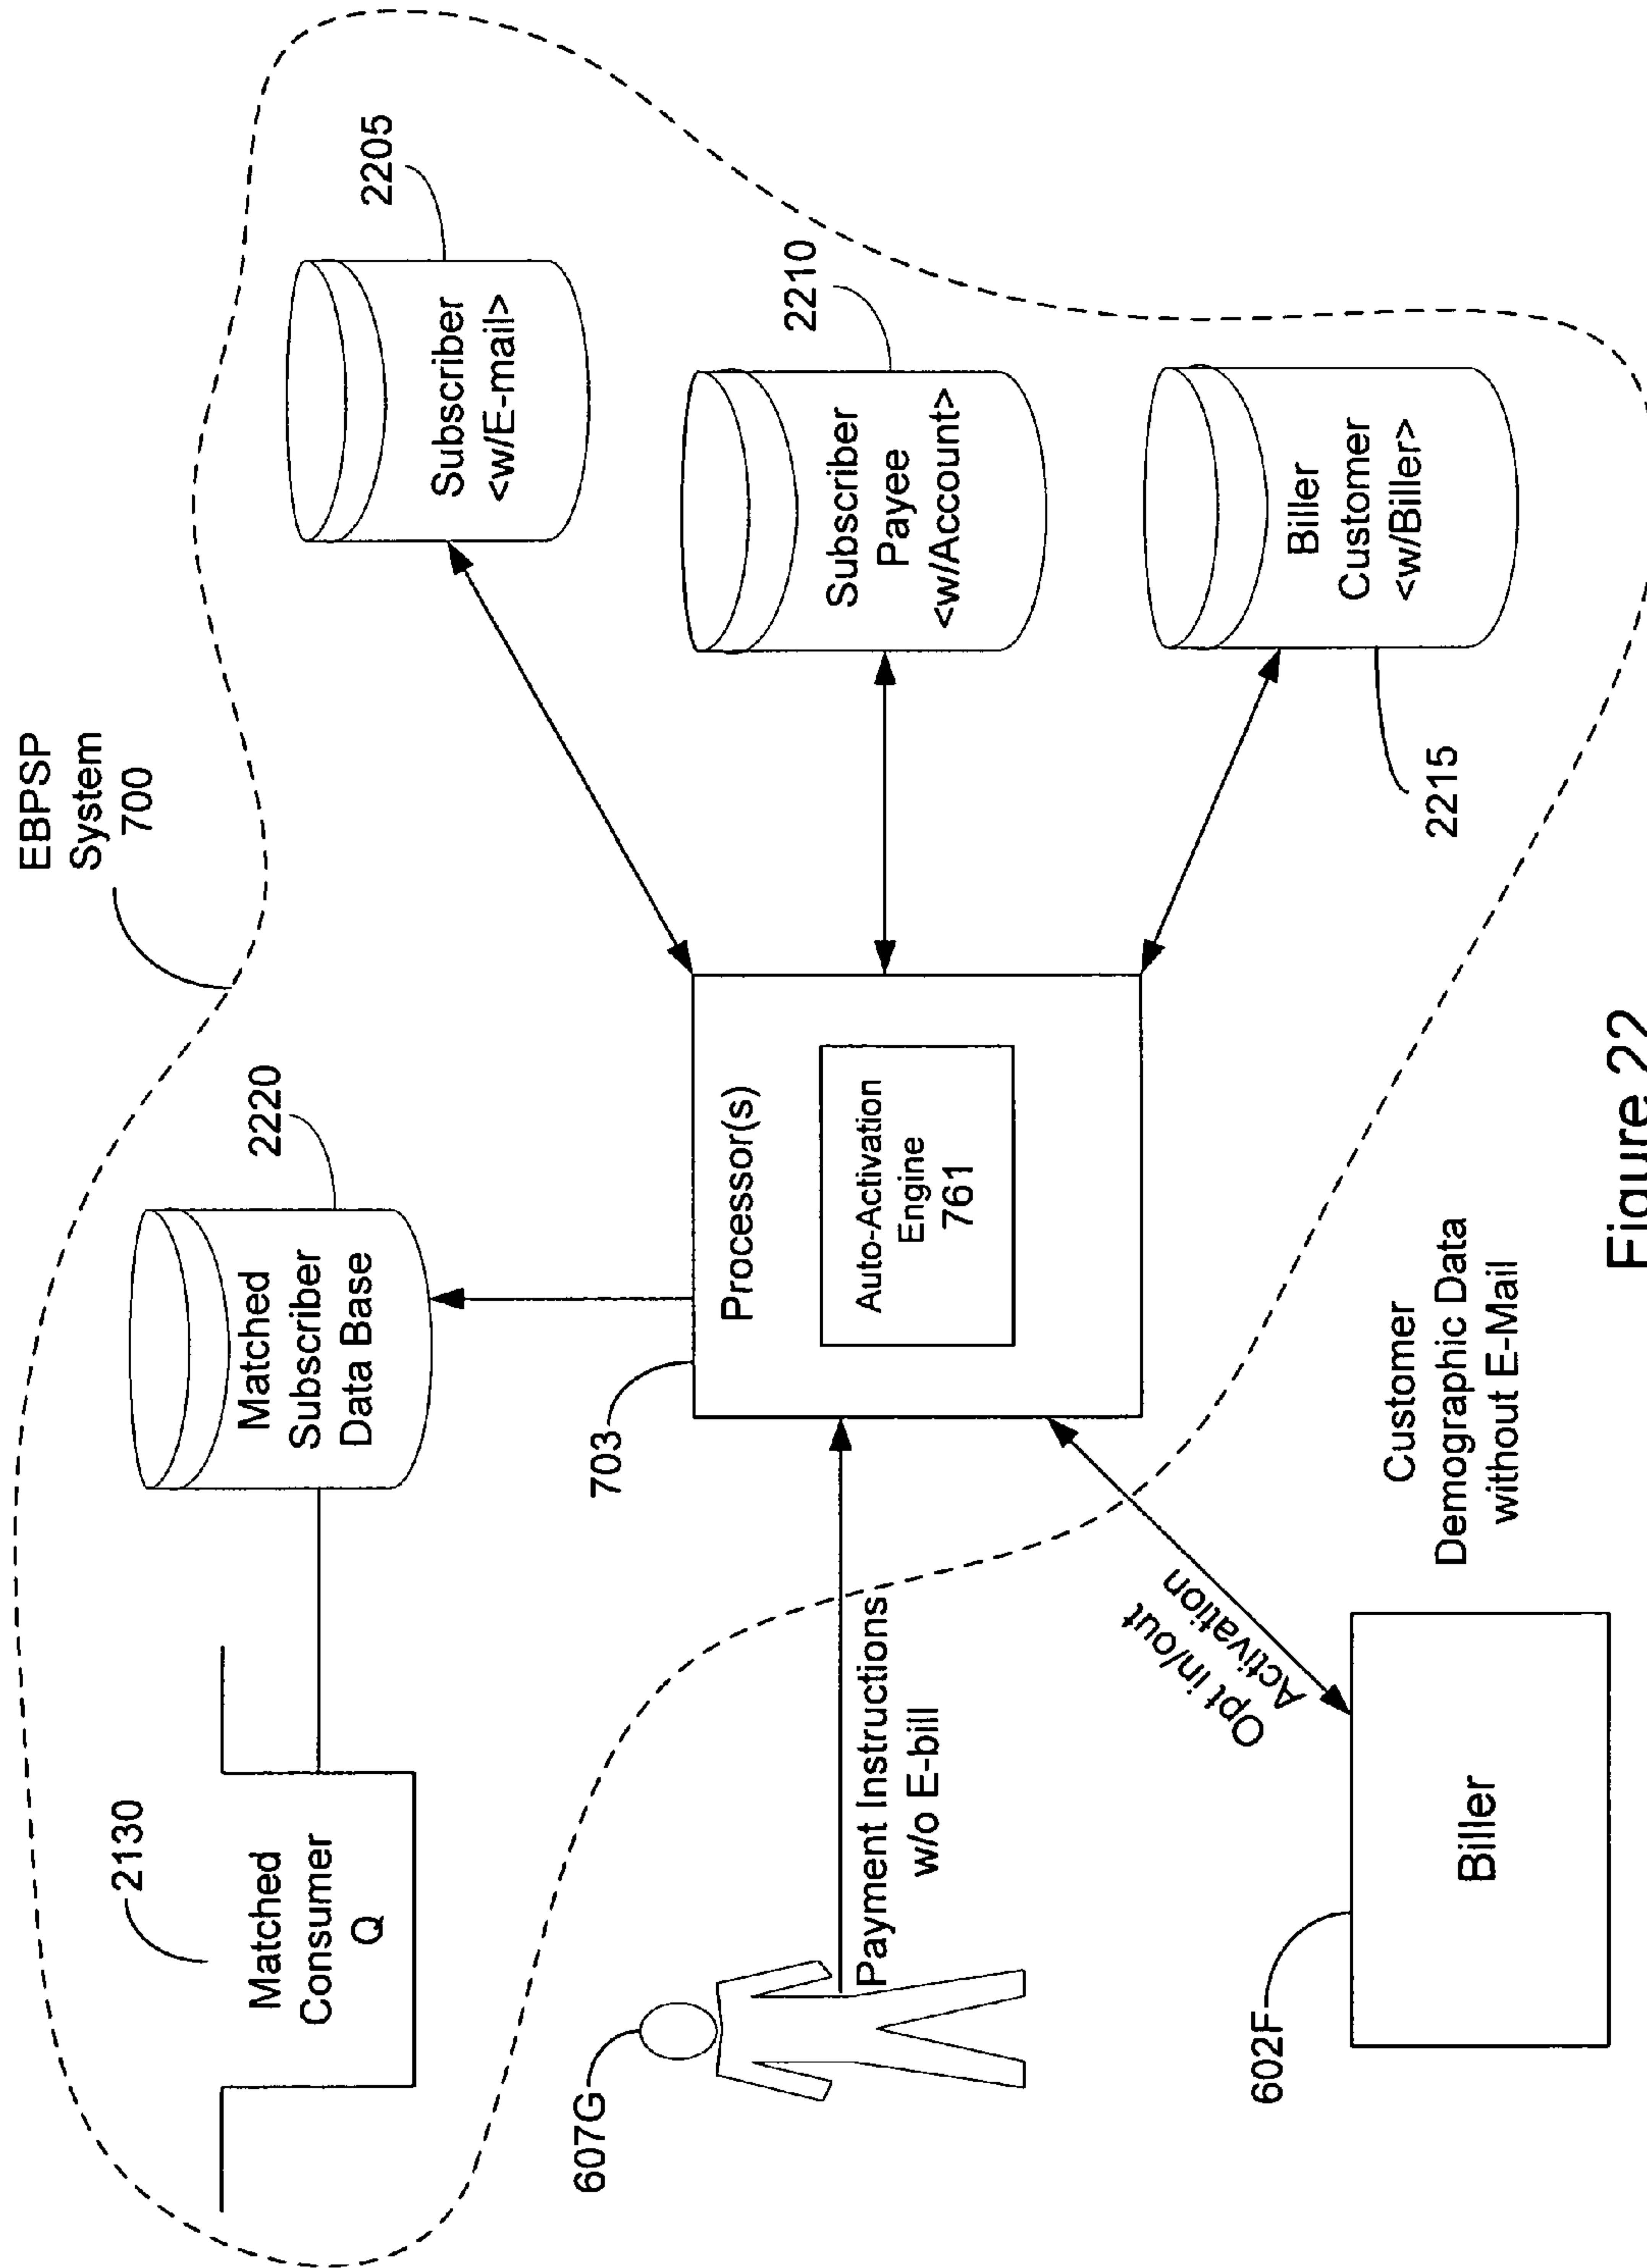 EBPSP
System
700
2130
Matched
Consumer
Q
2220
Matched
Subscriber
Data Base
2205
Subscriber
<w/E-mail>
607G
Payment Instructions
w/o E-bill
703
Processor(s)
Auto-Activation
Engine
761
2210
Subscriber
Payee
<w/Account>
602F
Biller
Opt in/out
Activation
Customer
Demographic Data
without E-Mail
2215
Biller
Customer
<w/Biller>
Figure 22